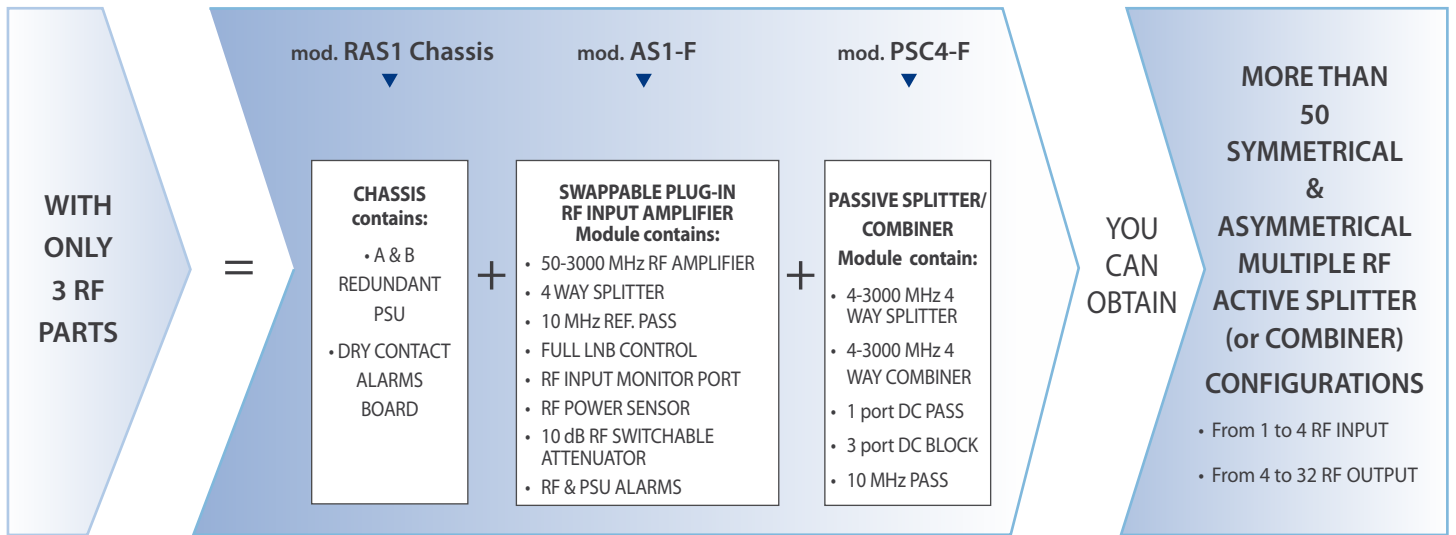 WITH
ONLY
3 RF
PARTS
=
mod. RAS1 Chassis
CHASSIS
contains:
• A & B
REDUNDANT
PSU
• DRY CONTACT
ALARMS
BOARD
+
mod. AS1-F
SWAPPABLE PLUG-IN
RF INPUT AMPLIFIER
Module contains:
• 50-3000 MHz RF AMPLIFIER
• 4 WAY SPLITTER
• 10 MHz REF. PASS
• FULL LNB CONTROL
• RF INPUT MONITOR PORT
• RF POWER SENSOR
• 10 dB RF SWITCHABLE
ATTENUATOR
• RF & PSU ALARMS
+
mod. PSC4-F
PASSIVE SPLITTER/
COMBINER
Module contain:
• 4-3000 MHz 4
WAY SPLITTER
• 4-3000 MHz 4
WAY COMBINER
• 1 port DC PASS
• 3 port DC BLOCK
• 10 MHz PASS
YOU
CAN
OBTAIN
MORE THAN
50
SYMMETRICAL
&
ASYMMETRICAL
MULTIPLE RF
ACTIVE SPLITTER
(or COMBINER)
CONFIGURATIONS
• From 1 to 4 RF INPUT
• From 4 to 32 RF OUTPUT